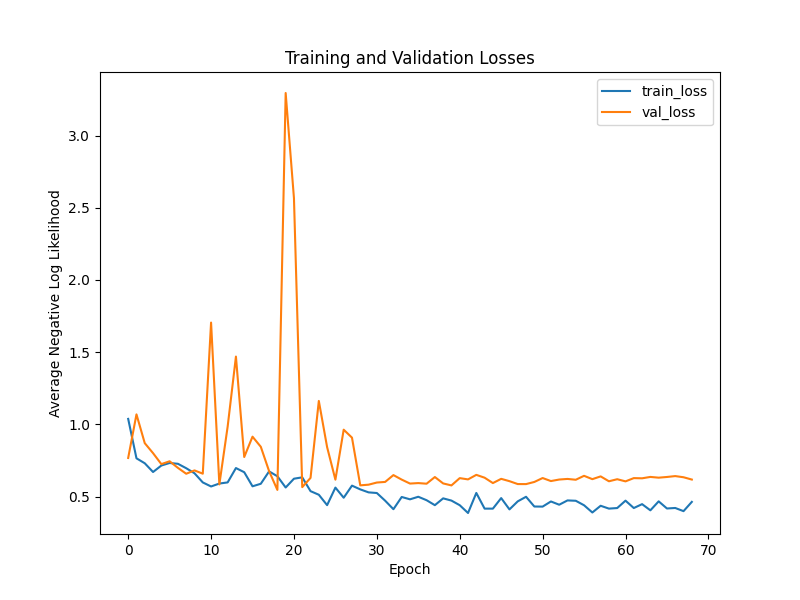 Training and Validation Losses
train_loss
val_loss
Average Negative Log Likelihood
3.0
2.5
2.0
1.5
1.0
0.5
0 10 20 30 40 50 60 70
Epoch